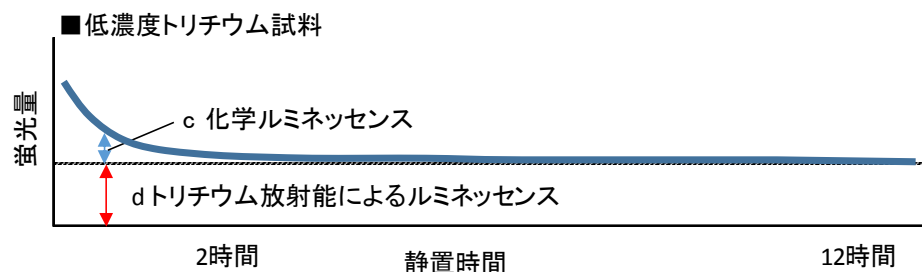 ■低濃度トリチウム試料
蛍光量
c 化学ルミネッセンス
dトリチウム放射能によるルミネッセンス
2時間
静置時間
12時間